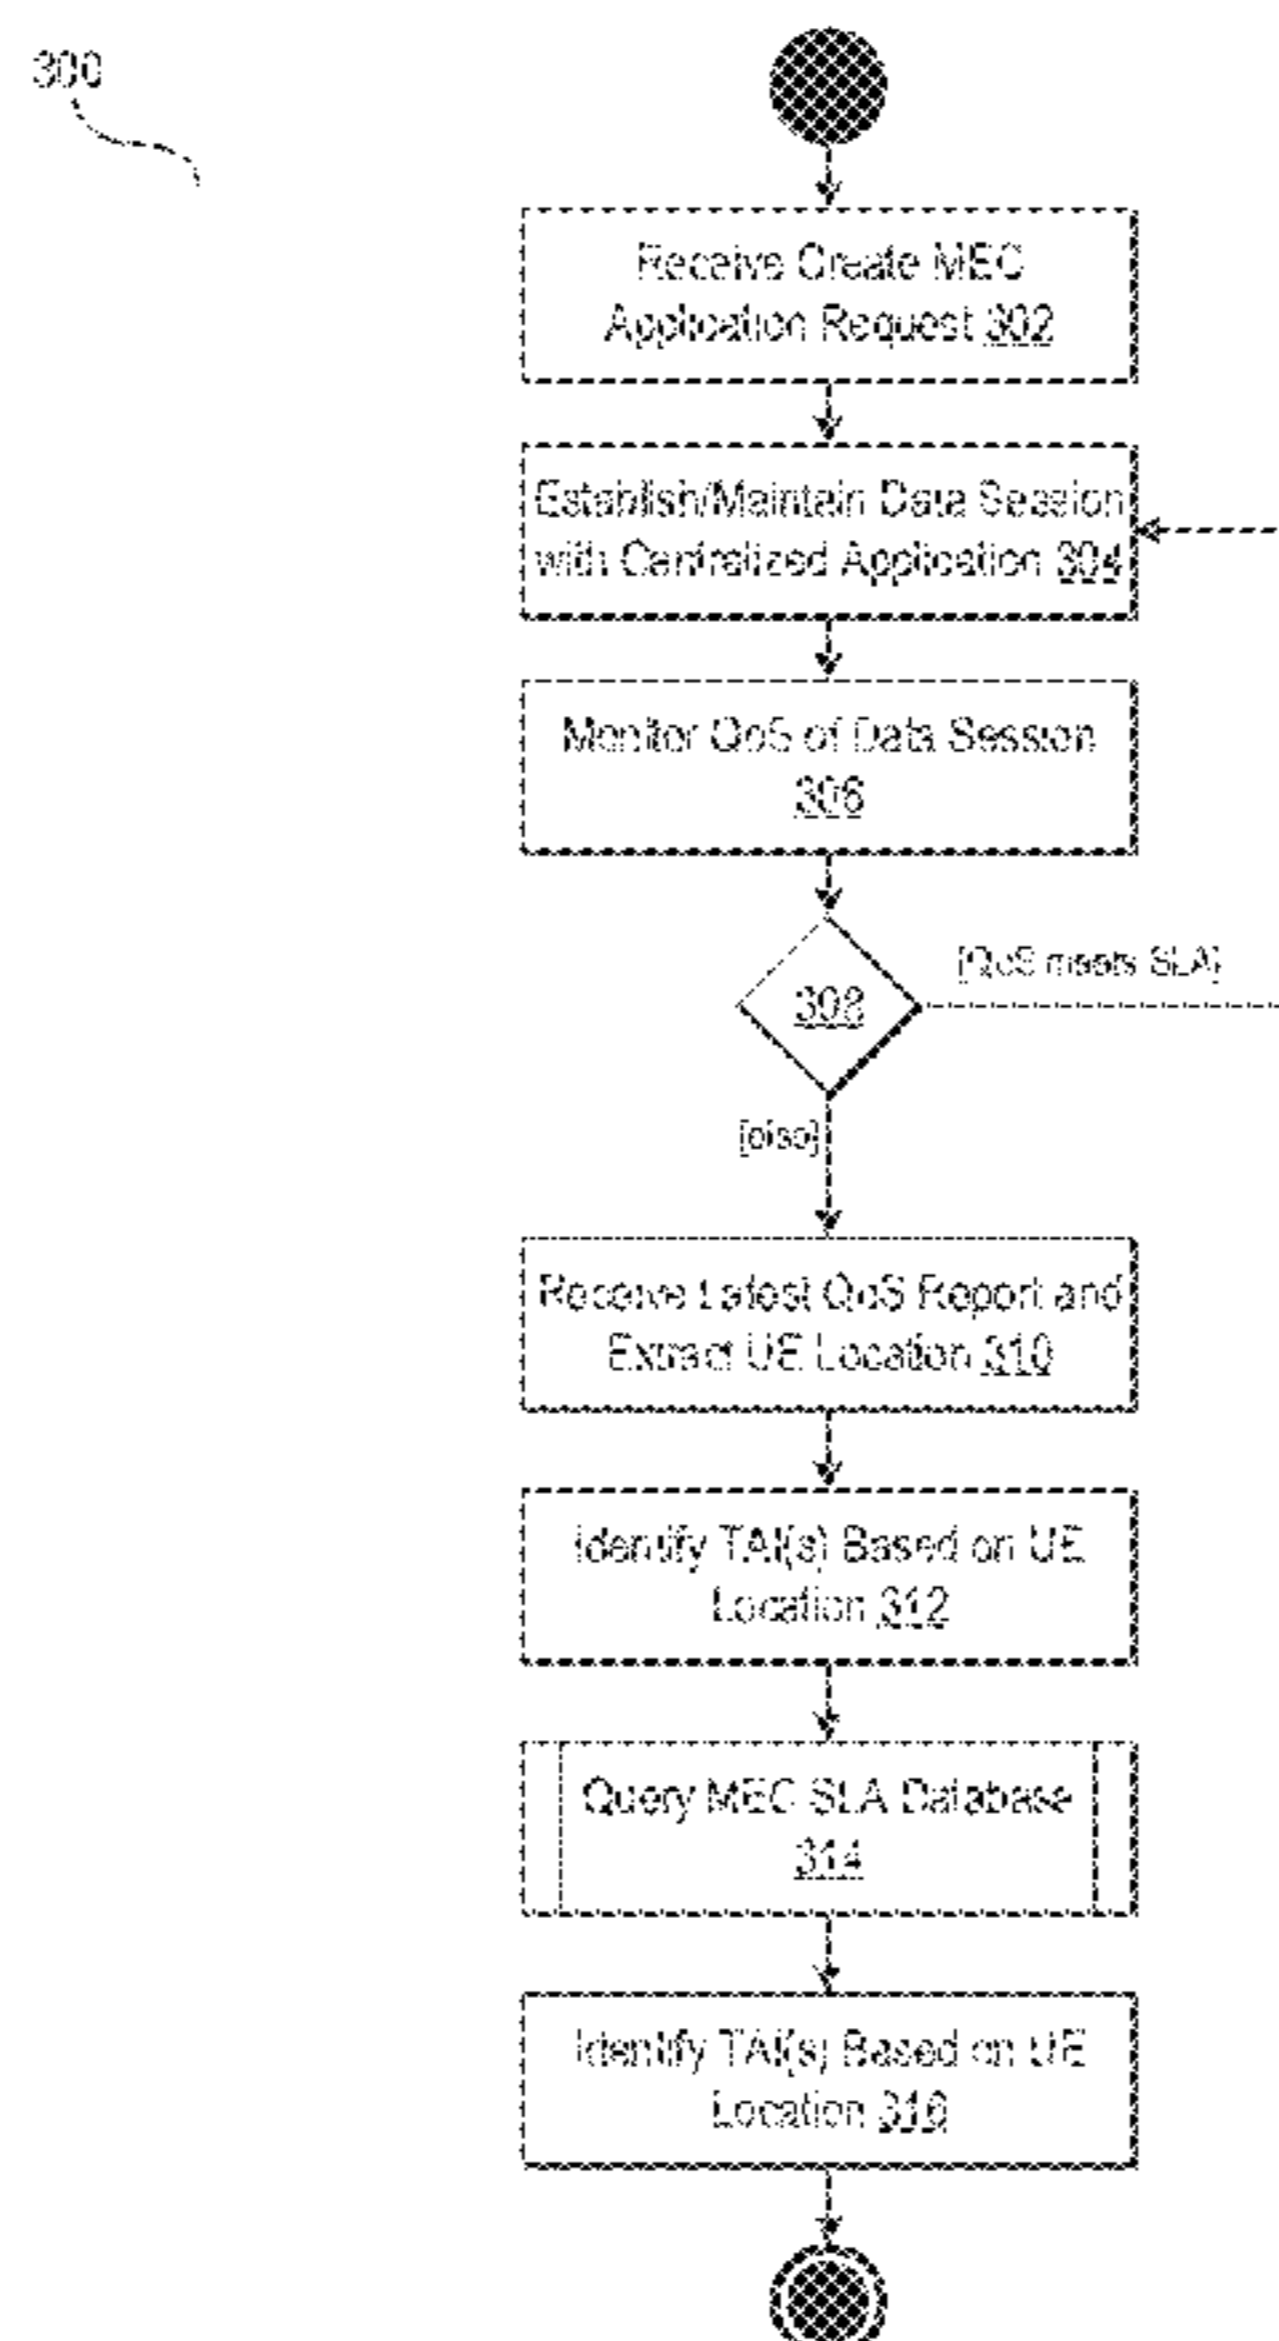 300
Receive Create MEC
Application Request 302
Establish/Maintain Data Session
with Centralized Application 304
Monitor QoS of Data Session
306
308
[QoS meets SLA]
[else]
Receive Latest QoS Report and
Extract UE Location 310
Identify TAI(s) Based on UE
Location 312
Query MEC SLA Database
314
Identify TAI(s) Based on UE
Location 316